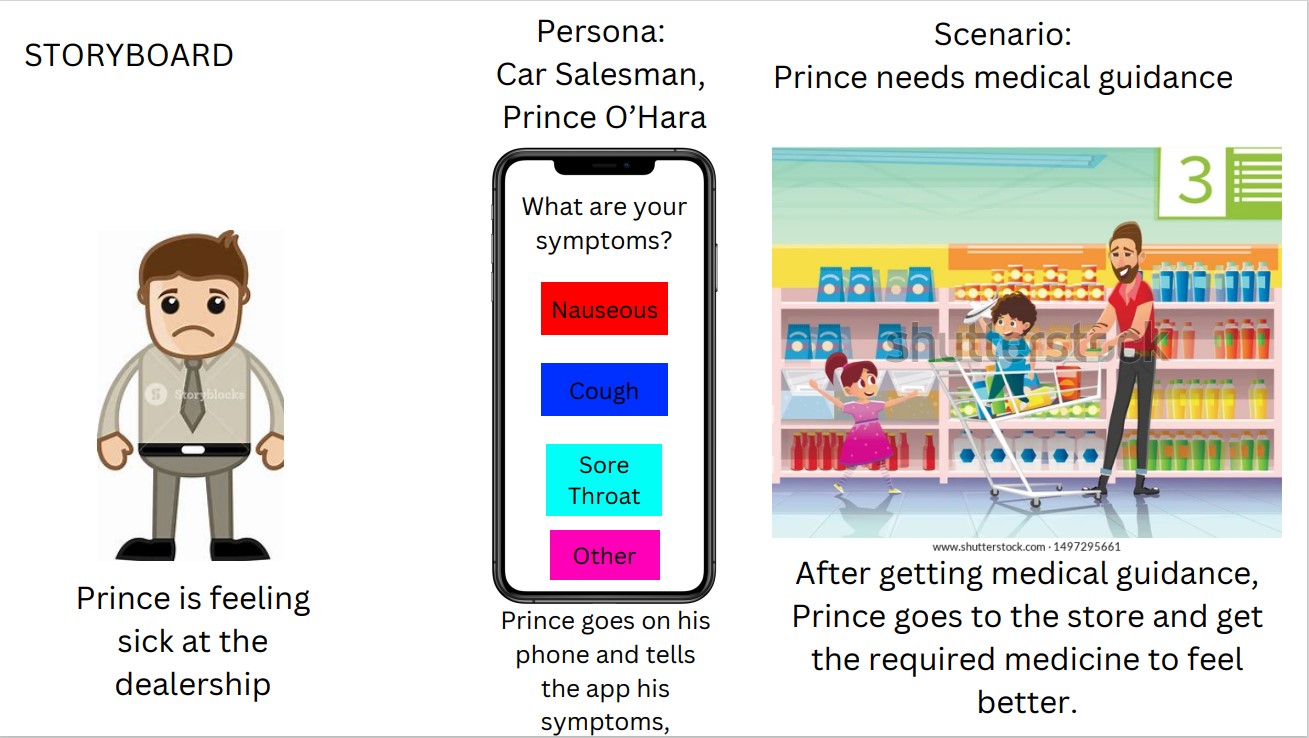 STORYBOARD
Persona:
Car Salesman,
Prince O’Hara
Scenario:
Prince needs medical guidance
Storyblocks
Prince is feeling
sick at the
dealership
What are your
symptoms?
Nauseous
Cough
Sore
Throat
Other
Prince goes on his
phone and tells
the app his
symptoms,
3
shutterstock
www.shutterstock.com · 1497295661
After getting medical guidance,
Prince goes to the store and get
the required medicine to feel
better.